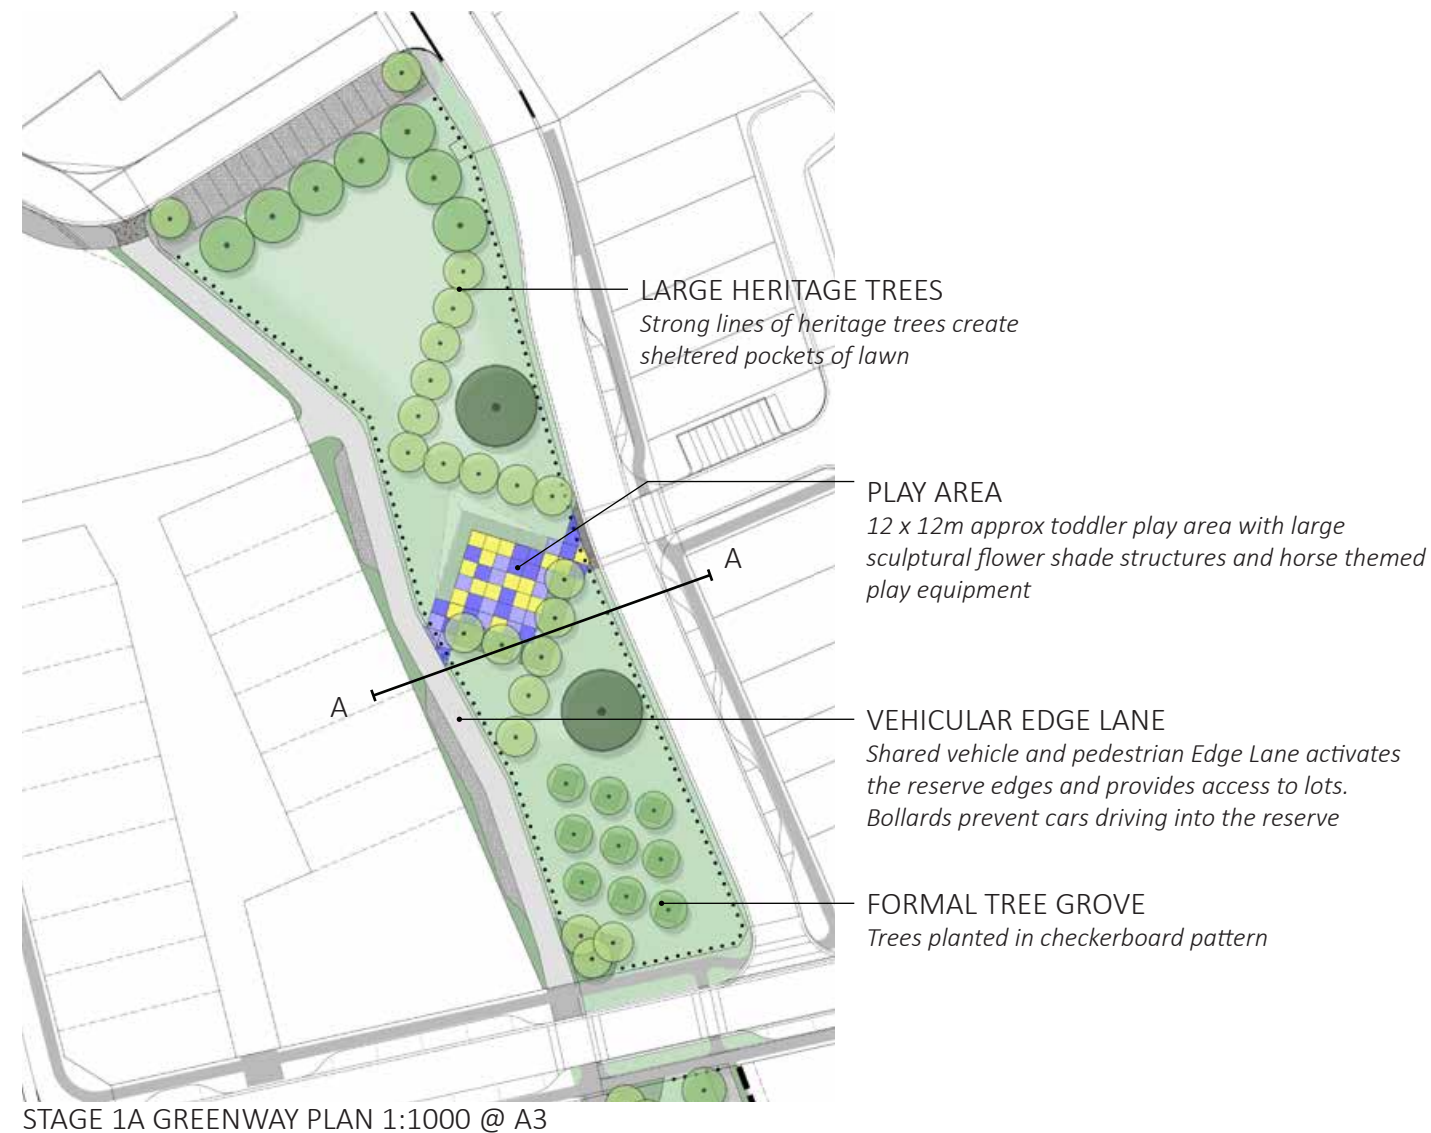 LARGE HERITAGE TREES
Strong lines of heritage trees create
sheltered pockets of lawn
PLAY AREA
12 x 12m approx toddler play area with large
sculptural flower shade structures and horse themed
play equipment
A
A
VEHICULAR EDGE LANE
Shared vehicle and pedestrian Edge Lane activates
the reserve edges and provides access to lots.
Bollards prevent cars driving into the reserve
FORMAL TREE GROVE
Trees planted in checkerboard pattern
STAGE 1A GREENWAY PLAN 1:1000 @ A3